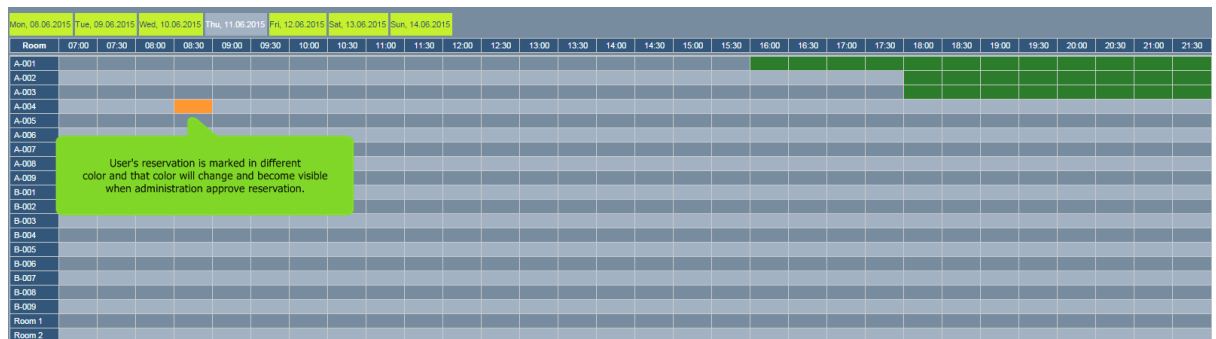 Mon, 08.06.2015 Tue, 09.06.2015 Wed, 10.06.2015 Thu, 11.06.2015 Fri, 12.06.2015 Sat, 13.06.2015 Sun, 14.06.2015
Room 07:00 07:30 08:00 08:30 09:00 09:30 10:00 10:30 11:00 11:30 12:00 12:30 13:00 13:30 14:00 14:30 15:00 15:30 16:00 16:30 17:00 17:30 18:00 18:30 19:00 19:30 20:00 20:30 21:00 21:30
A-001
A-002
A-003
A-004
A-005
A-006
A-007
A-008
A-009
B-001
B-002
B-003
B-004
B-005
B-006
B-007
B-008
B-009
Room 1
Room 2
User's reservation is marked in different
color and that color will change and become visible
when administration approve reservation.